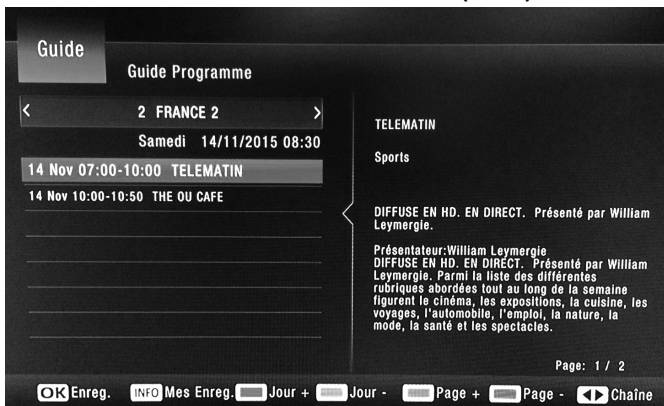 Guide
Guide Programme
2 FRANCE 2
Samedi 14/11/2015 08:30
14 Nov 07:00-10:00 TELEMATIN
14 Nov 10:00-10:50 THE OU CAFE
TELEMATIN
Sports
DIFFUSE EN HD. EN DIRECT. Présenté par William
Leymergie.
Présentateur:William Leymergie
DIFFUSE EN HD. EN DIRECT. Présenté par William
Leymergie. Parmi la liste des différentes
rubriques abordées tout au long de la semaine
figurent le cinéma, les expositions, la cuisine, les
voyages, l'automobile, l'emploi, la nature, la
mode, la santé et les spectacles.
Page: 1 / 2
OK Enreg. INFO Mes Enreg. Jour + Jour - Page + Page - Chaîne